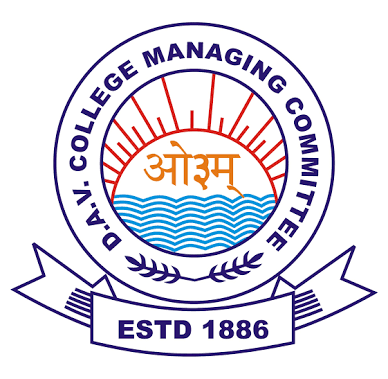 D.A.V. COLLEGE MANAGING COMMITTEE
ओ३म्
ESTD 1886